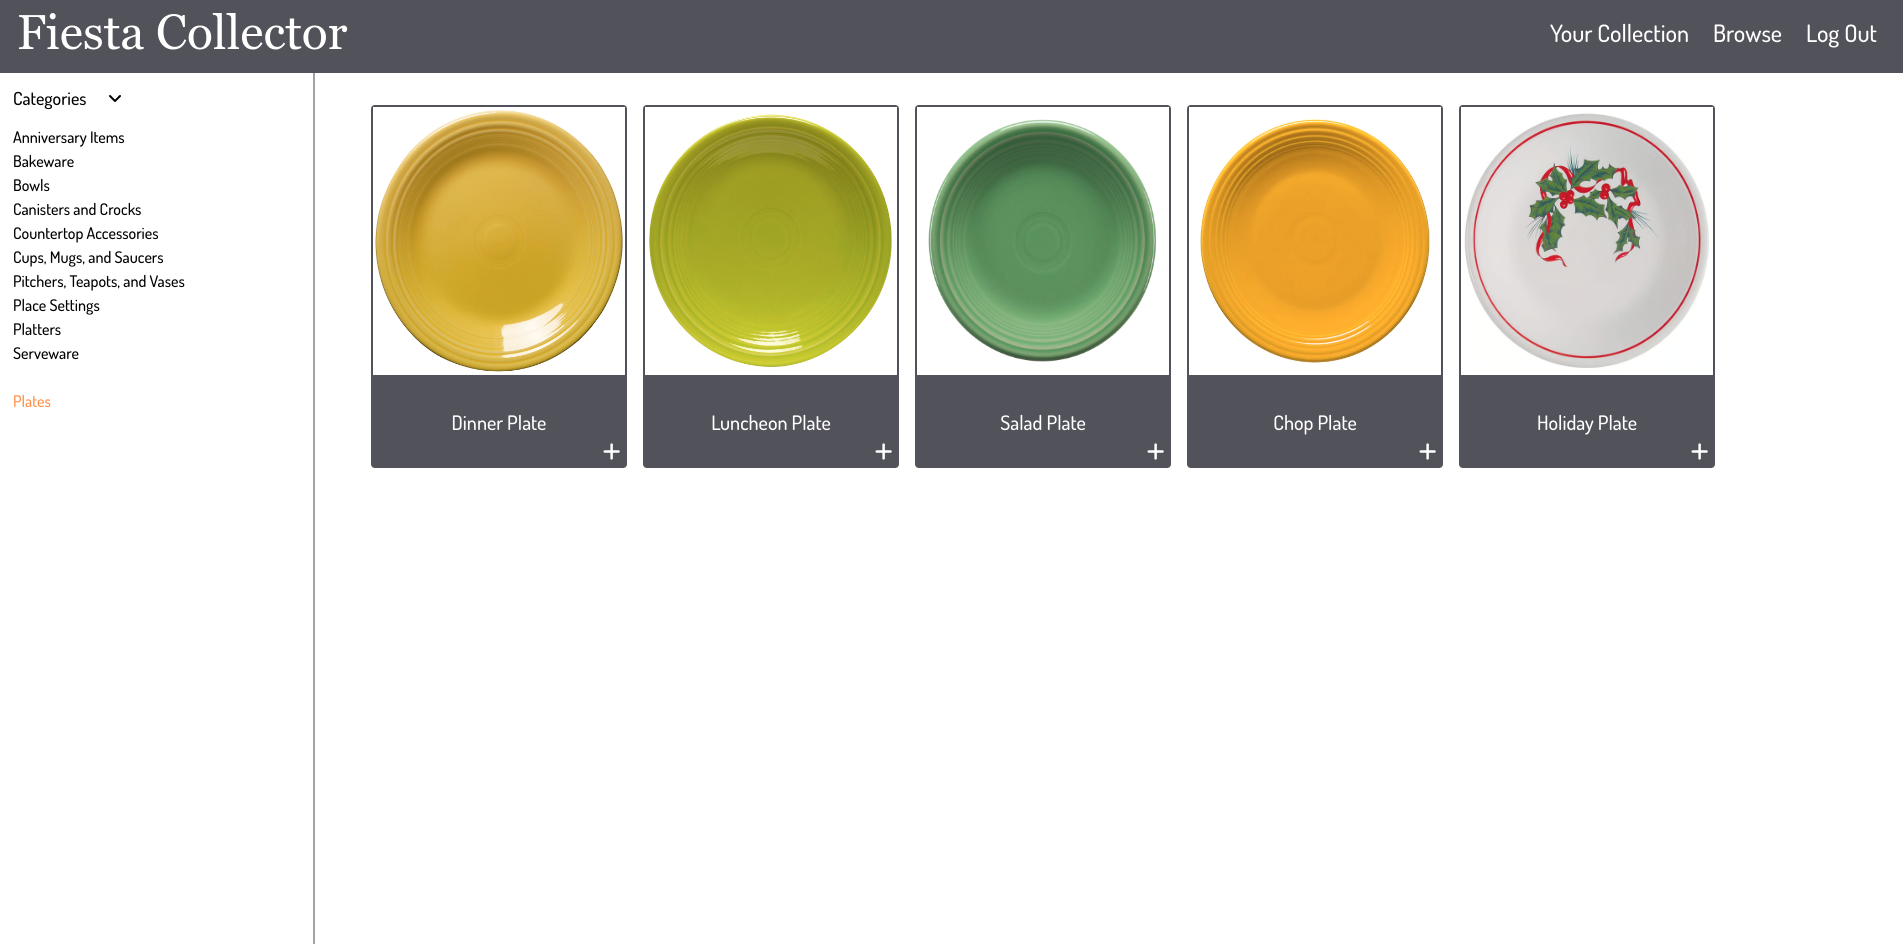 Fiesta Collector
Your Collection Browse Log Out
Categories
Anniversary Items
Bakeware
Bowls
Canisters and Crocks
Countertop Accessories
Cups, Mugs, and Saucers
Pitchers, Teapots, and Vases
Place Settings
Platters
Serveware
Plates
Dinner Plate
Luncheon Plate
Salad Plate
Chop Plate
Holiday Plate